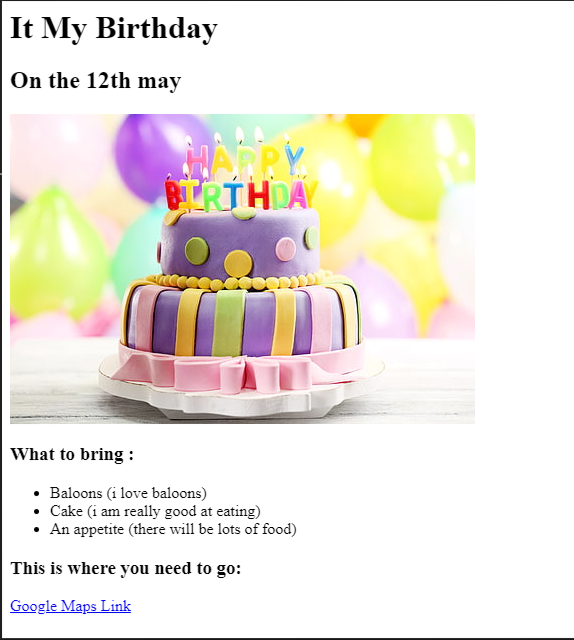 It My Birthday
On the 12th may
HAPPY
BIRTHDAY
What to bring :
Baloons (i love baloons)
Cake (i am really good at eating)
An appetite (there will be lots of food)
This is where you need to go:
Google Maps Link